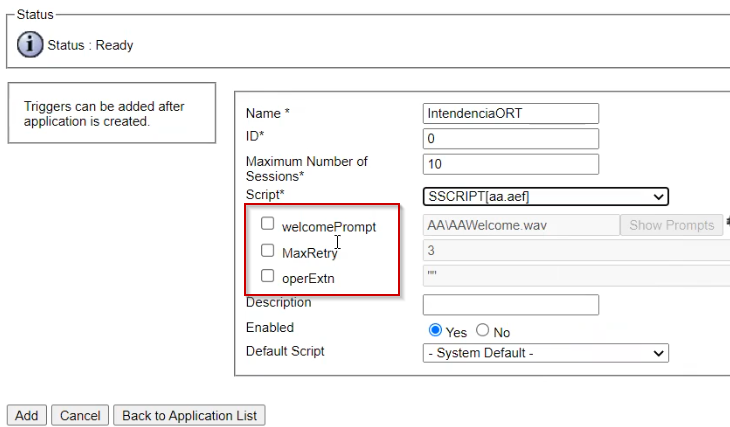 Status
Status : Ready
Triggers can be added after
application is created.
Name * IntendenciaORT
ID* 0
Maximum Number of
Sessions* 10
Script* SSCRIPT[aa.aef]
welcomePrompt AA\AAWelcome.wav Show Prompts
MaxRetry 3
operExtn ""
Description
Enabled Yes No
Default Script - System Default -
Add Cancel Back to Application List